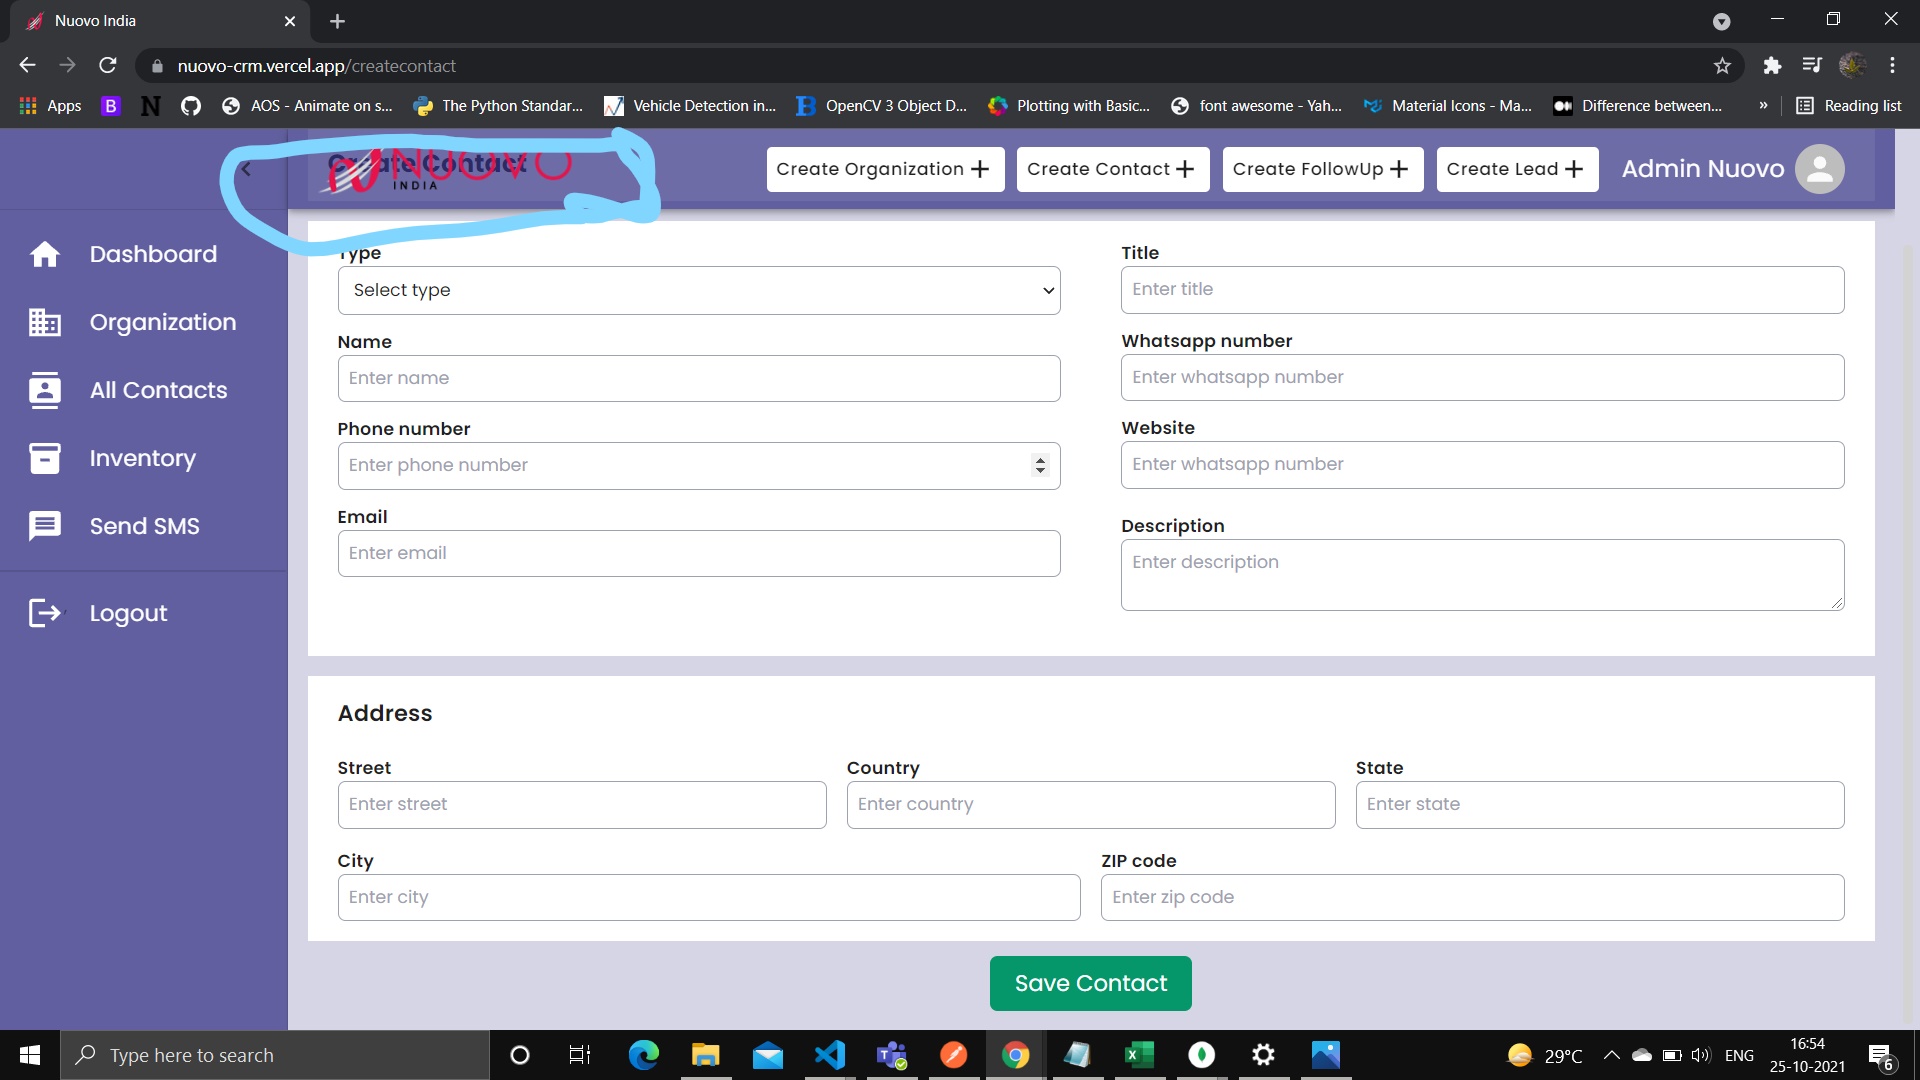 Nuovo India
nuovo-crm.vercel.app/createcontact
Apps
B
N
AOS - Animate on s...
The Python Standar...
Vehicle Detection in...
B
OpenCV 3 Object D...
Plotting with Basic...
font awesome - Yah...
Material Icons - Ma...
Difference between...
»
Reading list
Create Contact
NUOVO
INDIA
Create Organization +
Create Contact +
Create FollowUp +
Create Lead +
Admin Nuovo
Dashboard
Organization
All Contacts
Inventory
Send SMS
Logout
Type
Select type
Title
Enter title
Name
Enter name
Whatsapp number
Enter whatsapp number
Phone number
Enter phone number
Website
Enter whatsapp number
Email
Enter email
Description
Enter description
Address
Street
Enter street
Country
Enter country
State
Enter state
City
Enter city
ZIP code
Enter zip code
Save Contact
Type here to search
29°C
ENG
16:54
25-10-2021
6